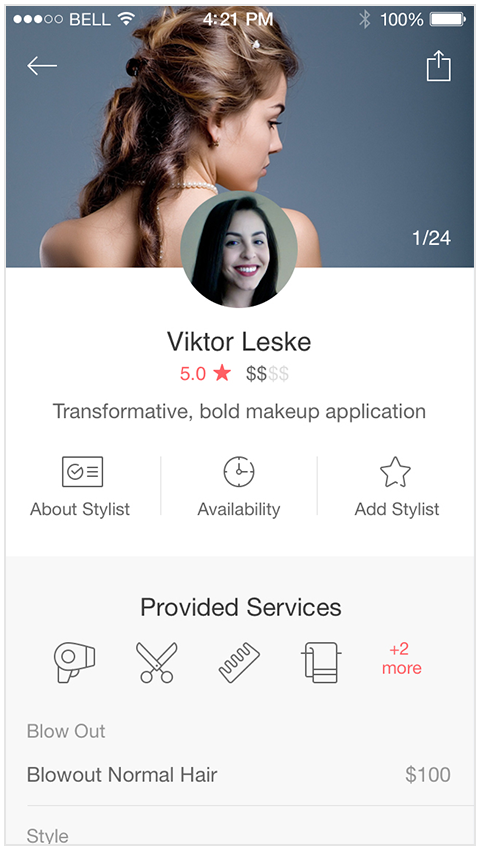 BELL 4:21 PM 100%
1/24
Viktor Leske
5.0 $$$$
Transformative, bold makeup application
About Stylist Availability Add Stylist
Provided Services
+2
more
Blow Out
Blowout Normal Hair $100
Style